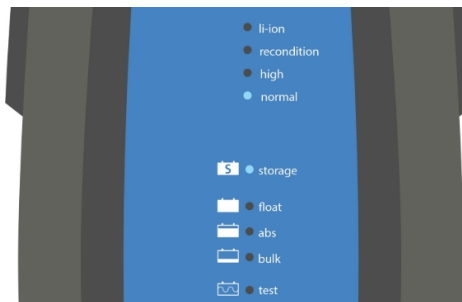 li-ion
recondition
high
normal
S storage
float
abs
bulk
test